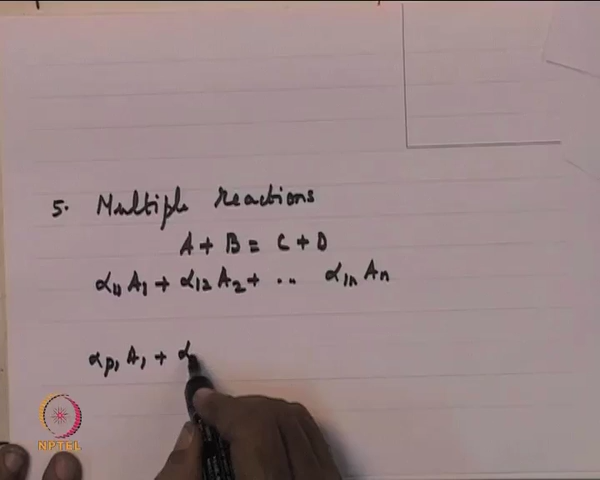 5. Multiple reactions
A + B = C + D
α₁₁ A₁ + α₁₂ A₂ + .. α₁ₙ Aₙ
αₚ₁ A₁ + α
NPTEL